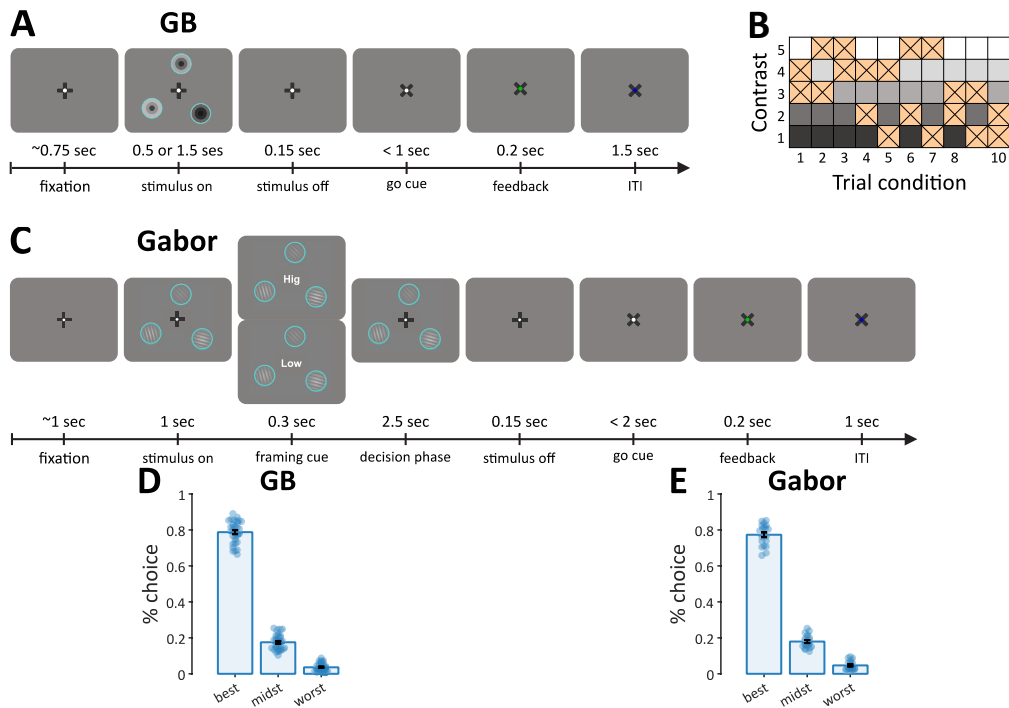 A
GB
~0.75 sec 0.5 or 1.5 ses 0.15 sec < 1 sec 0.2 sec 1.5 sec
fixation stimulus on stimulus off go cue feedback ITI
B
Contrast
5
4
3
2
1
1 2 3 4 5 6 7 8 10
Trial condition
C
Gabor
Hig
Low
~1 sec 1 sec 0.3 sec 2.5 sec 0.15 sec < 2 sec 0.2 sec 1 sec
fixation stimulus on framing cue decision phase stimulus off go cue feedback ITI
D
GB
% choice
1
0.8
0.6
0.4
0.2
0
best midst worst
E
Gabor
% choice
1
0.8
0.6
0.4
0.2
0
best midst worst